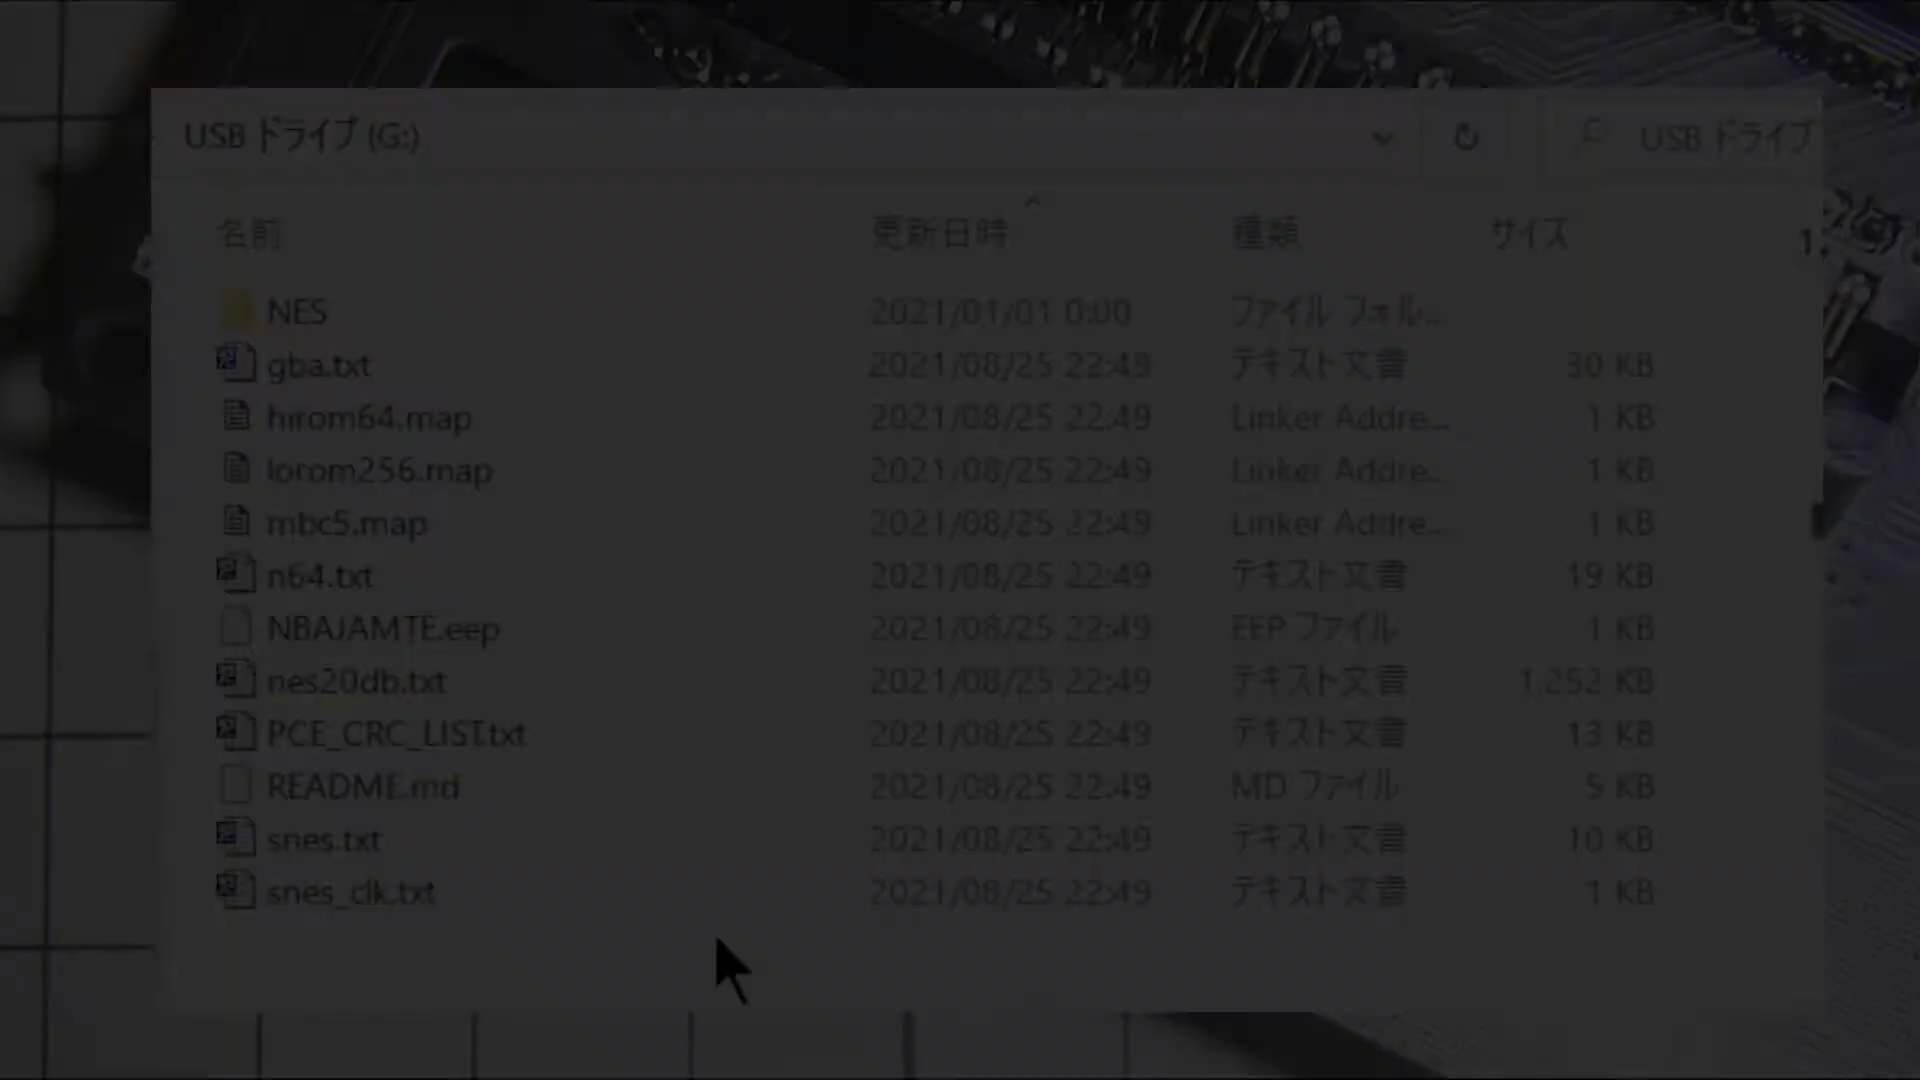 USB ドライブ (G:) USB ドライブ
名前 更新日時 種類 サイズ
NES 2021/01/01 0:00 ファイル フォル...
gba.txt 2021/08/25 22:49 テキスト文書 30 KB
hirom64.map 2021/08/25 22:49 Linker Addre... 1 KB
lorom256.map 2021/08/25 22:49 Linker Addre... 1 KB
mbc5.map 2021/08/25 22:49 Linker Addre... 1 KB
n64.txt 2021/08/25 22:49 テキスト文書 19 KB
NBAJAMTE.eep 2021/08/25 22:49 EEP ファイル 1 KB
nes20db.txt 2021/08/25 22:49 テキスト文書 1,252 KB
PCE_CRC_LIST.txt 2021/08/25 22:49 テキスト文書 13 KB
README.md 2021/08/25 22:49 MD ファイル 5 KB
snes.txt 2021/08/25 22:49 テキスト文書 10 KB
snes_clk.txt 2021/08/25 22:49 テキスト文書 1 KB